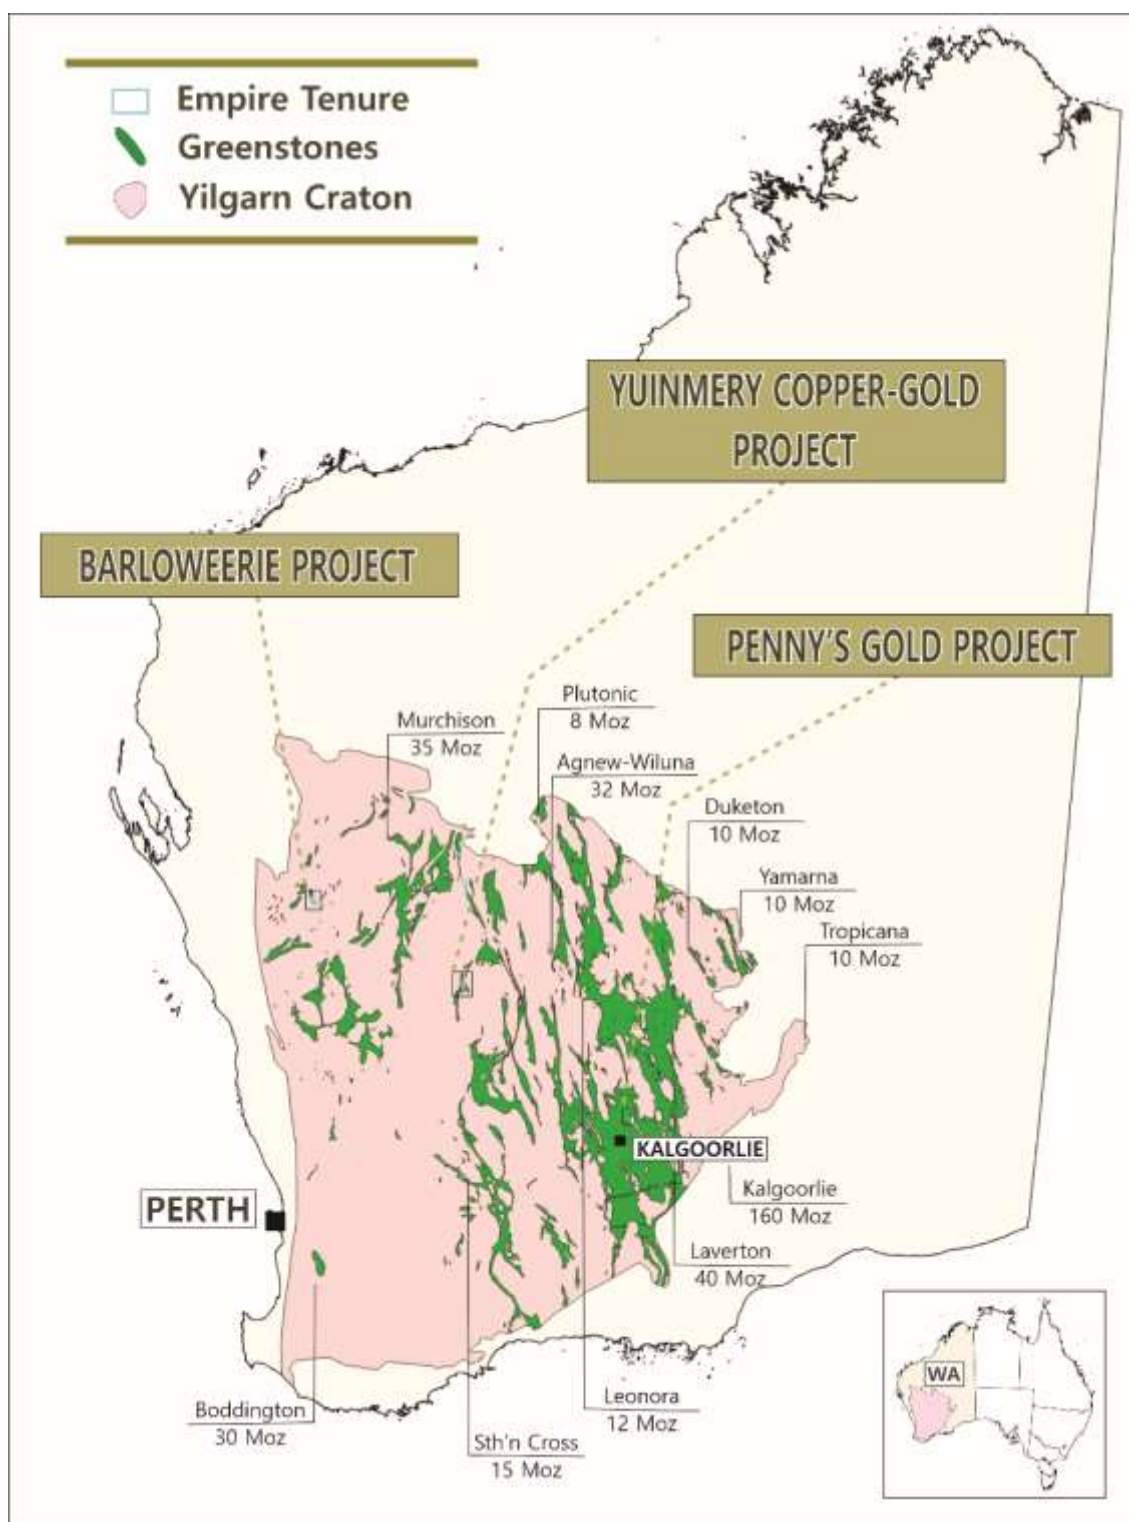 Empire Tenure
Greenstones
Yilgarn Craton
YUINMERY COPPER-GOLD
PROJECT
BARLOWEERIE PROJECT
PENNY'S GOLD PROJECT
Plutonic
8 Moz
Murchison
35 Moz
Agnew-Wiluna
32 Moz
Duketon
10 Moz
Yamarna
10 Moz
Tropicana
10 Moz
KALGOORLIE
Kalgoorlie
160 Moz
PERTH
Laverton
40 Moz
WA
Leonora
12 Moz
Boddington
30 Moz
Sth'n Cross
15 Moz